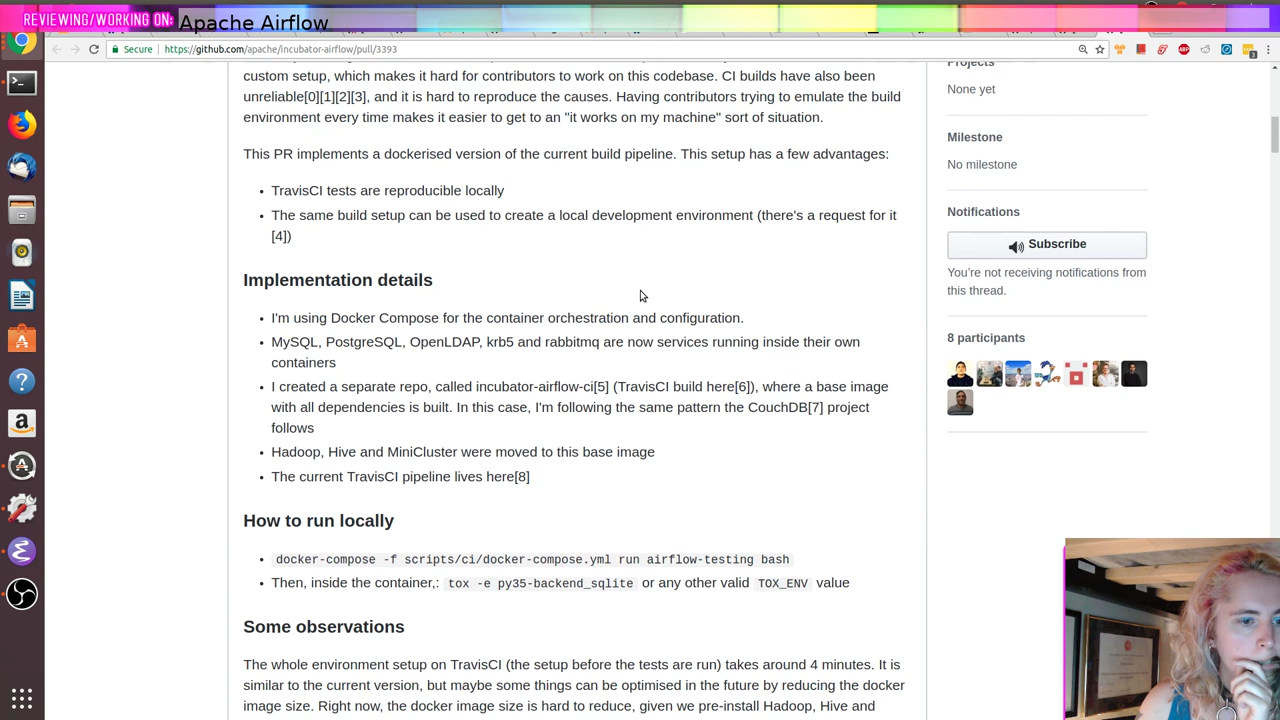 REVIEWING/WORKING ON: Apache Airflow
Secure https://github.com/apache/incubator-airflow/pull/3393
custom setup, which makes it hard for contributors to work on this codebase. CI builds have also been
unreliable[0][1][2][3], and it is hard to reproduce the causes. Having contributors trying to emulate the build
environment every time makes it easier to get to an "it works on my machine" sort of situation.
This PR implements a dockerised version of the current build pipeline. This setup has a few advantages:
• TravisCI tests are reproducible locally
• The same build setup can be used to create a local development environment (there's a request for it
[4])
Implementation details
• I'm using Docker Compose for the container orchestration and configuration.
• MySQL, PostgreSQL, OpenLDAP, krb5 and rabbitmq are now services running inside their own
containers
• I created a separate repo, called incubator-airflow-ci[5] (TravisCI build here[6]), where a base image
with all dependencies is built. In this case, I'm following the same pattern the CouchDB[7] project
follows
• Hadoop, Hive and MiniCluster were moved to this base image
• The current TravisCI pipeline lives here[8]
How to run locally
• docker-compose -f scripts/ci/docker-compose.yml run airflow-testing bash
• Then, inside the container,: tox -e py35-backend_sqlite or any other valid TOX_ENV value
Some observations
The whole environment setup on TravisCI (the setup before the tests are run) takes around 4 minutes. It is
similar to the current version, but maybe some things can be optimised in the future by reducing the docker
image size. Right now, the docker image size is hard to reduce, given we pre-install Hadoop, Hive and
Projects
None yet
Milestone
No milestone
Notifications
Subscribe
You're not receiving notifications from
this thread.
8 participants